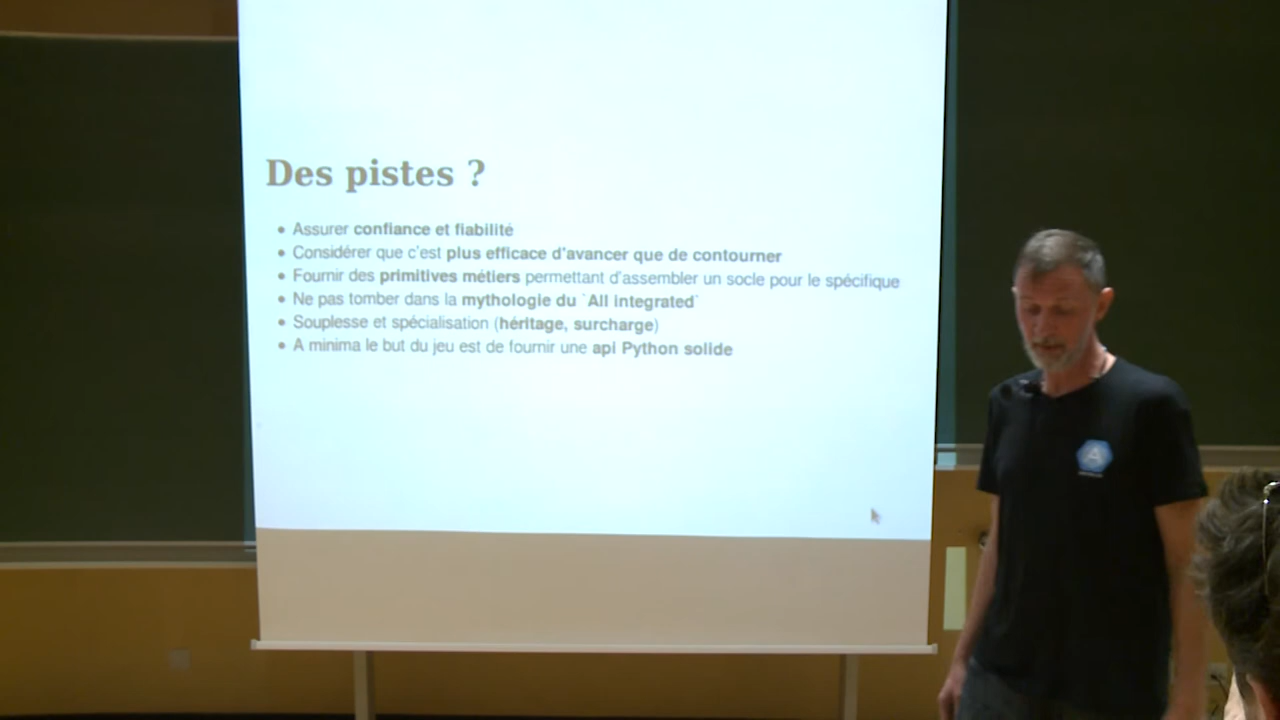 Des pistes ?
• Assurer confiance et fiabilité
• Considérer que c'est plus efficace d'avancer que de contourner
• Fournir des primitives métiers permettant d'assembler un socle pour le spécifique
• Ne pas tomber dans la mythologie du `All integrated`
• Souplesse et spécialisation (héritage, surcharge)
• A minima le but du jeu est de fournir une api Python solide
A